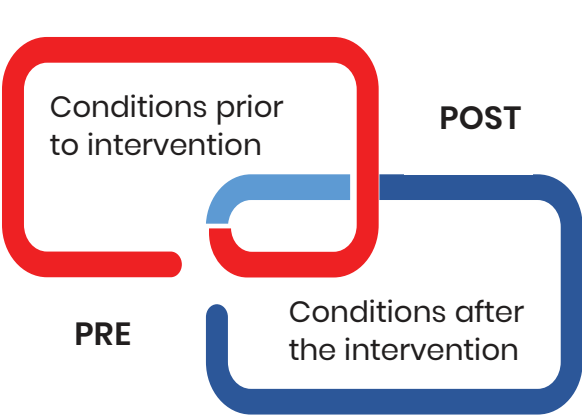 Conditions prior
to intervention
POST
PRE
Conditions after
the intervention